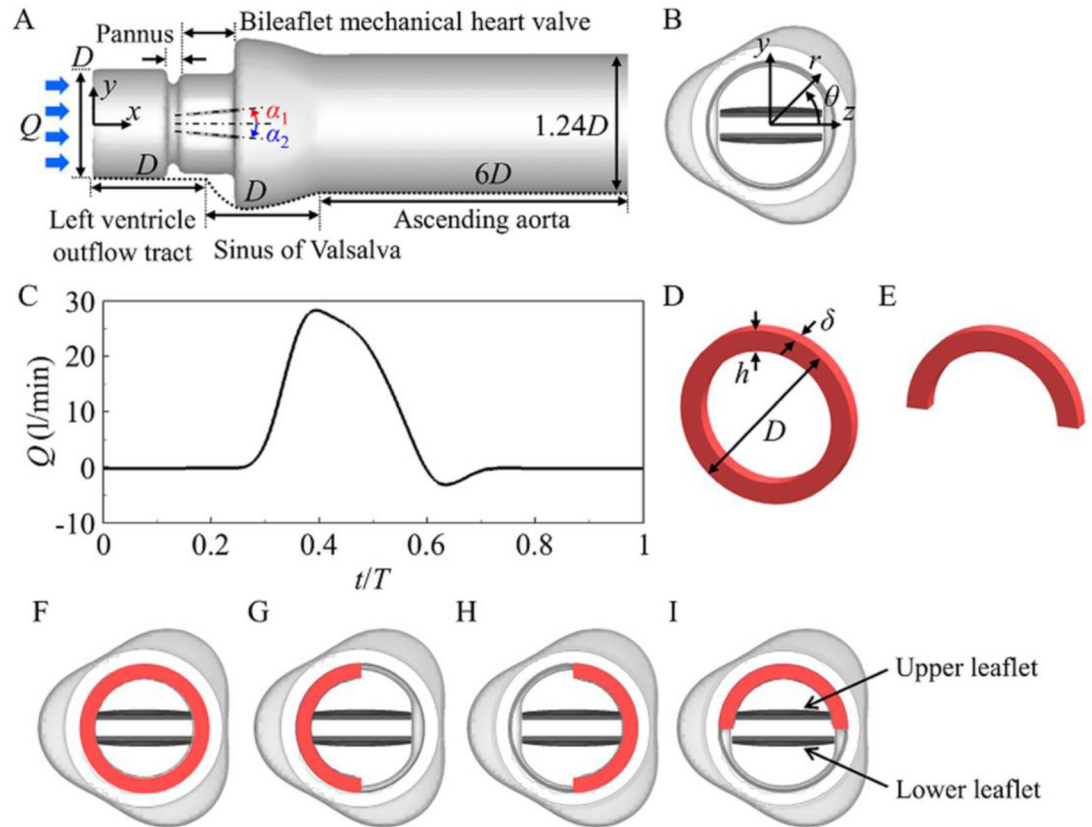 A
Bileaflet mechanical heart valve
Pannus
D
y
x
Q
α1
α2
D
D
6D
1.24D
Left ventricle
outflow tract
Sinus of Valsalva
Ascending aorta
B
y
r
θ
z
C
30
20
10
0
-10
Q (l/min)
0
0.2
0.4
0.6
0.8
1
t/T
D
δ
h
D
E
F
G
H
I
Upper leaflet
Lower leaflet